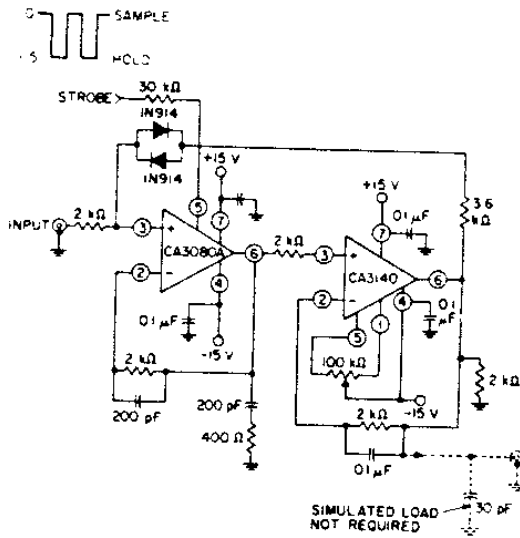 0
SAMPLE
HOLD
30 kΩ
STROBE
1N914
1N914
+15 V
+15 V
3.6
kΩ
INPUT
2 kΩ
3
5
7
CA3080A
6
2 kΩ
3
7
0.1 µF
CA3140
6
2
4
2
4
0.1
µF
5
1
0.1 µF
-15 V
100 kΩ
2 kΩ
200 pF
200 pF
400 Ω
-15 V
2 kΩ
2 kΩ
0.1 µF
SIMULATED LOAD
NOT REQUIRED
30 pF